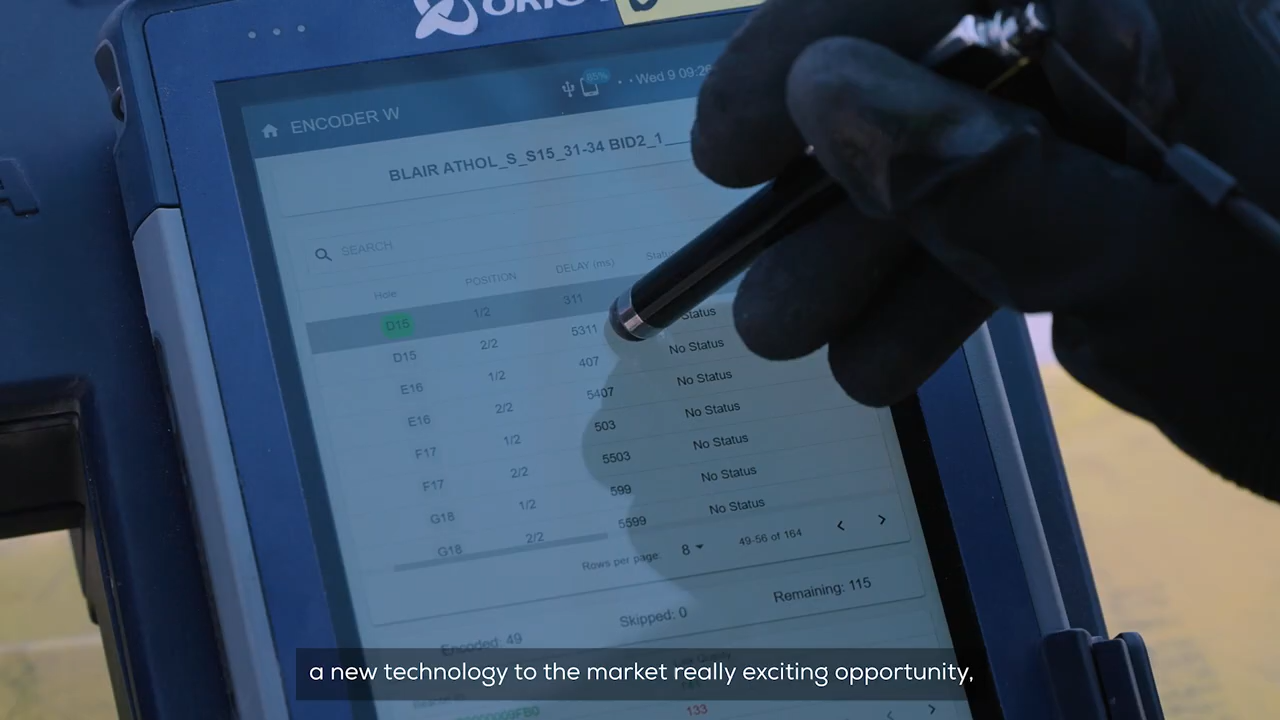 Wed 9 09:26
85%
ENCODER W
BLAIR ATHOL_S_S15_31-34 BID2_1
SEARCH
Hole POSITION DELAY (ms) Status
D15 1/2 311
D15 2/2 5311 Status
E16 1/2 407 No Status
E16 2/2 5407 No Status
F17 1/2 503 No Status
F17 2/2 5503 No Status
G18 1/2 599 No Status
G18 2/2 5599 No Status
Rows per page: 8 49-56 of 164
Encoded: 49 Skipped: 0 Remaining: 115
133
a new technology to the market really exciting opportunity,